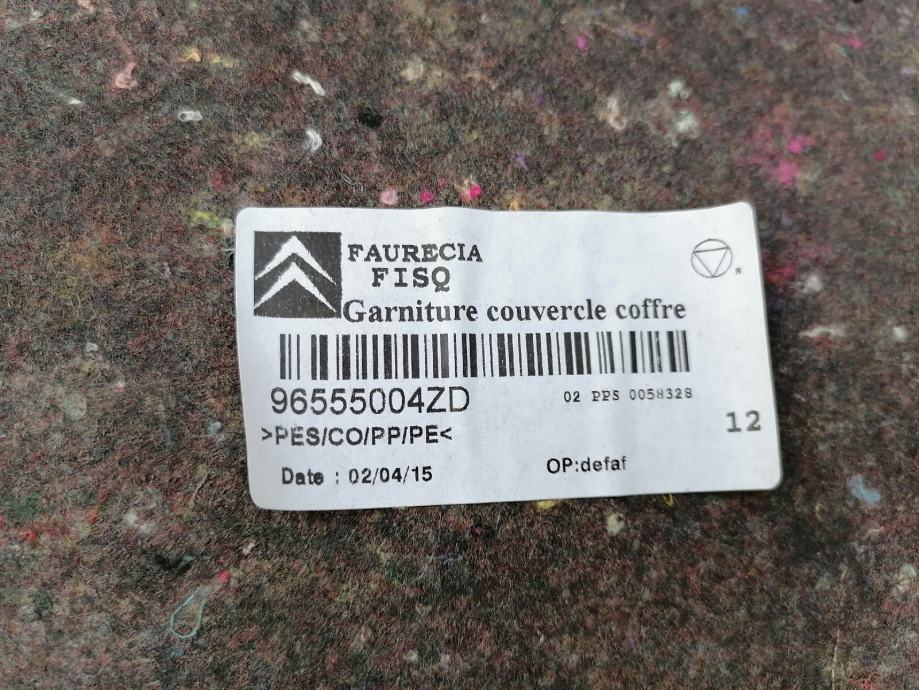 FAURECIA
FISQ
Garniture couvercle coffre
96555004ZD
02 PPS 0058328
>PES/CO/PP/PE<
12
Date : 02/04/15
OP:defaf